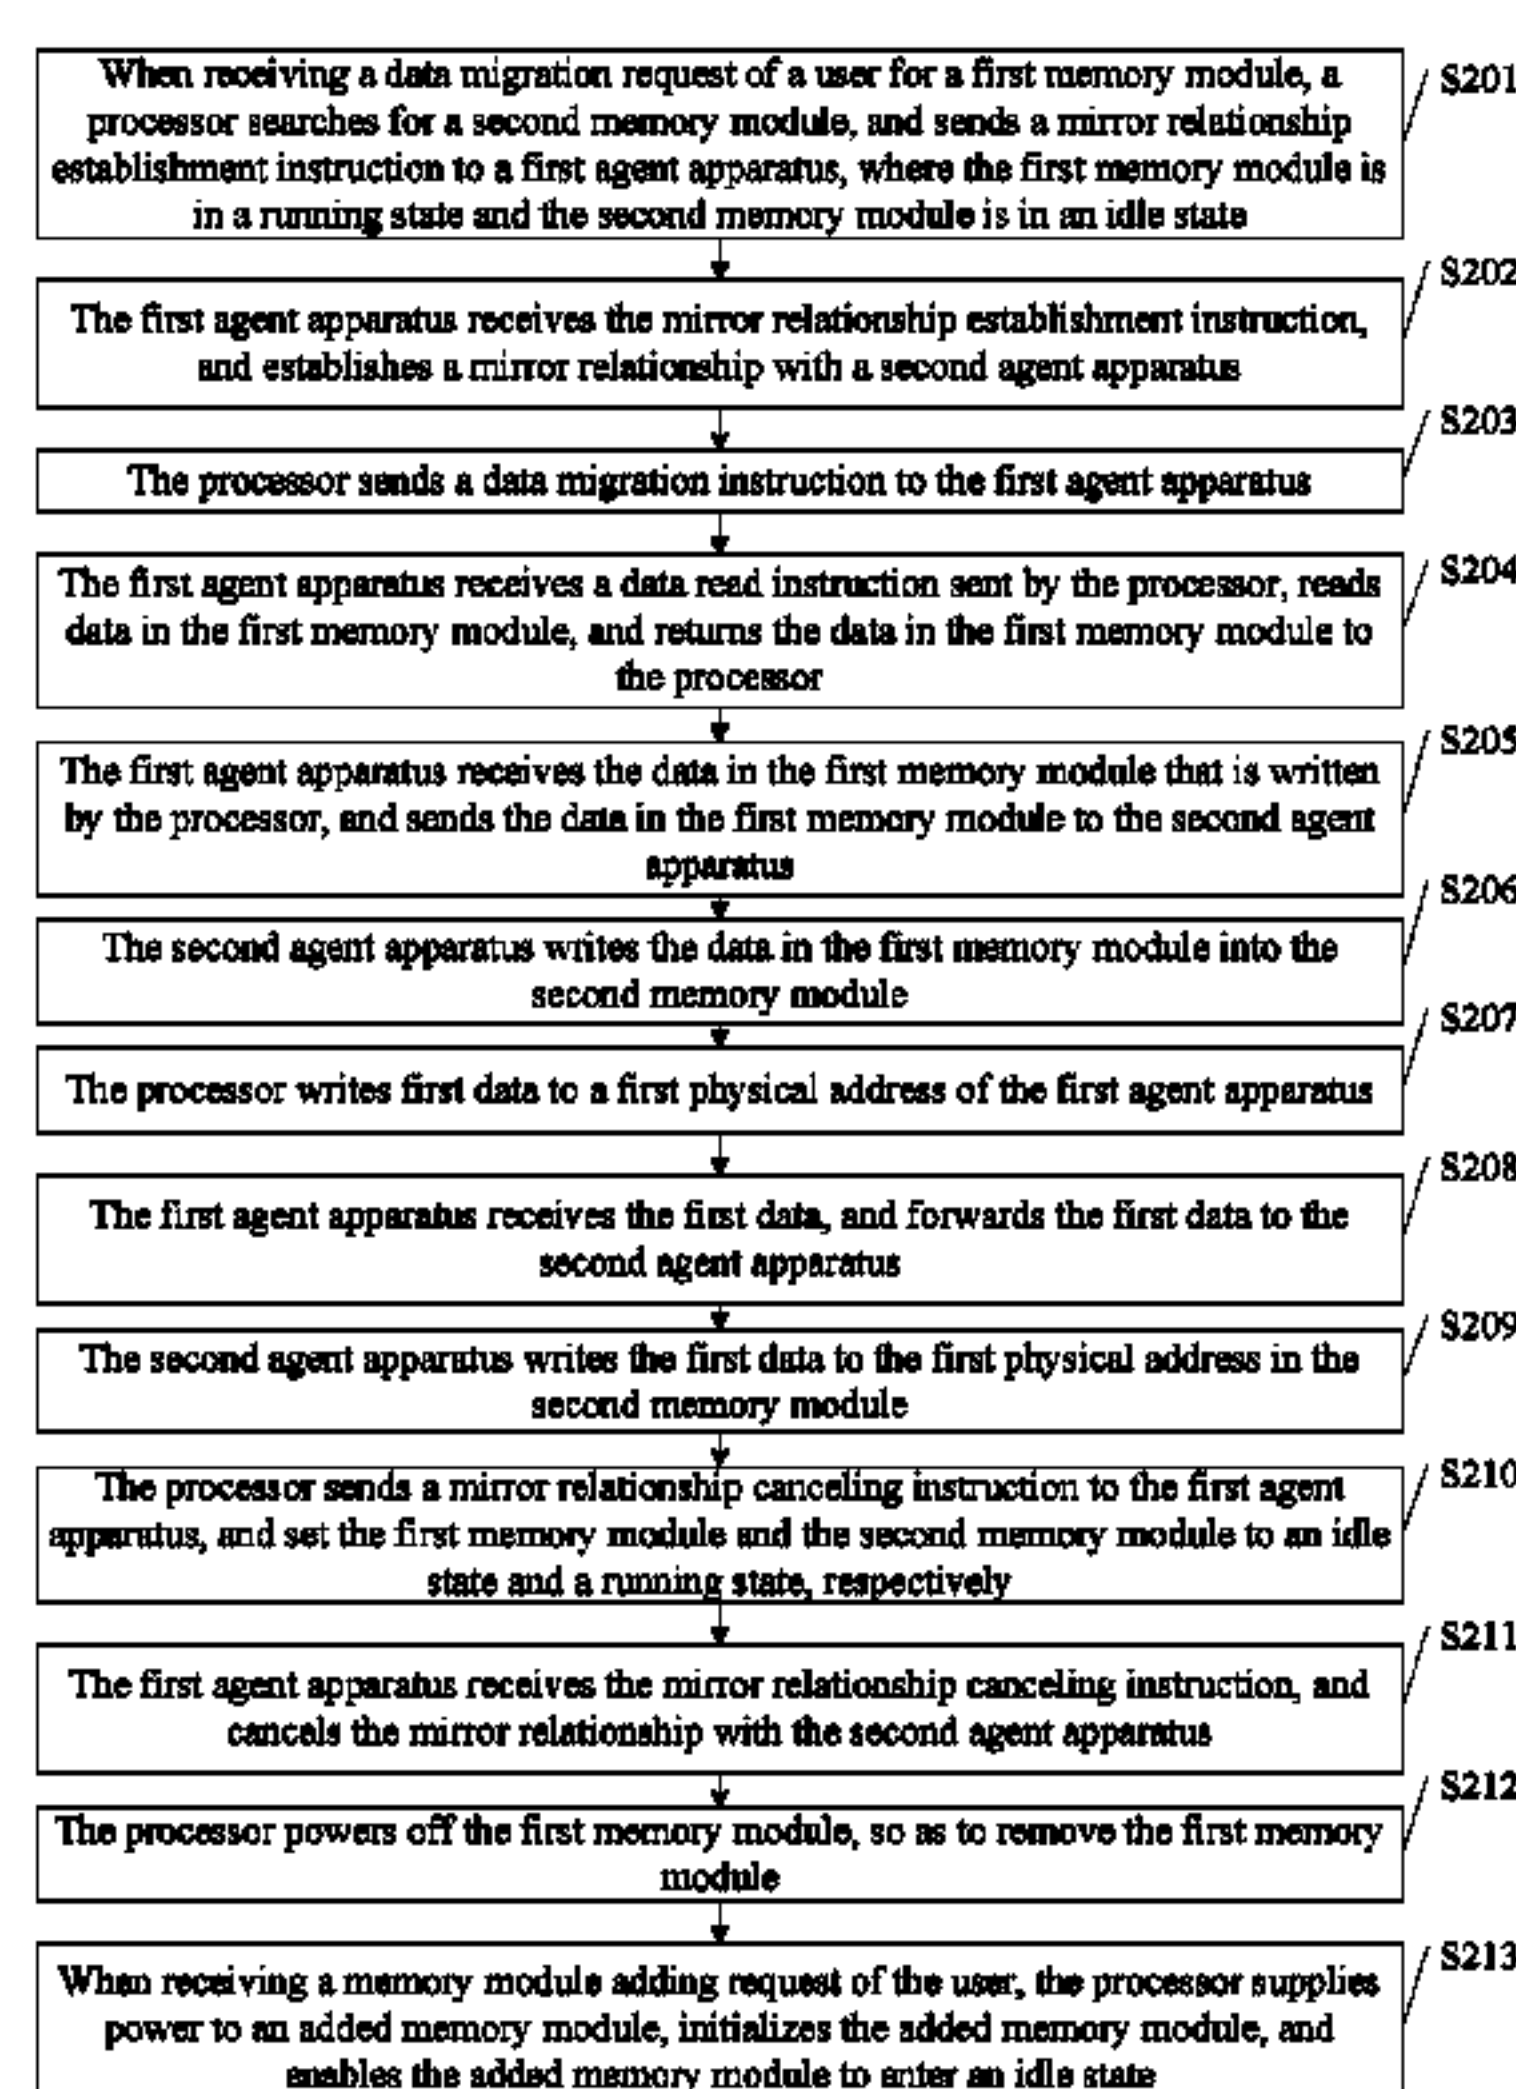 When receiving a data migration request of a user for a first memory module, a
processor searches for a second memory module, and sends a mirror relationship
establishment instruction to a first agent apparatus, where the first memory module is
in a running state and the second memory module is in an idle state
S201
The first agent apparatus receives the mirror relationship establishment instruction,
and establishes a mirror relationship with a second agent apparatus
S202
The processor sends a data migration instruction to the first agent apparatus
S203
The first agent apparatus receives a data read instruction sent by the processor, reads
data in the first memory module, and returns the data in the first memory module to
the processor
S204
The first agent apparatus receives the data in the first memory module that is written
by the processor, and sends the data in the first memory module to the second agent
apparatus
S205
The second agent apparatus writes the data in the first memory module into the
second memory module
S206
The processor writes first data to a first physical address of the first agent apparatus
S207
The first agent apparatus receives the first data, and forwards the first data to the
second agent apparatus
S208
The second agent apparatus writes the first data to the first physical address in the
second memory module
S209
The processor sends a mirror relationship canceling instruction to the first agent
apparatus, and set the first memory module and the second memory module to an idle
state and a running state, respectively
S210
The first agent apparatus receives the mirror relationship canceling instruction, and
cancels the mirror relationship with the second agent apparatus
S211
The processor powers off the first memory module, so as to remove the first memory
module
S212
When receiving a memory module adding request of the user, the processor supplies
power to an added memory module, initializes the added memory module, and
enables the added memory module to enter an idle state
S213